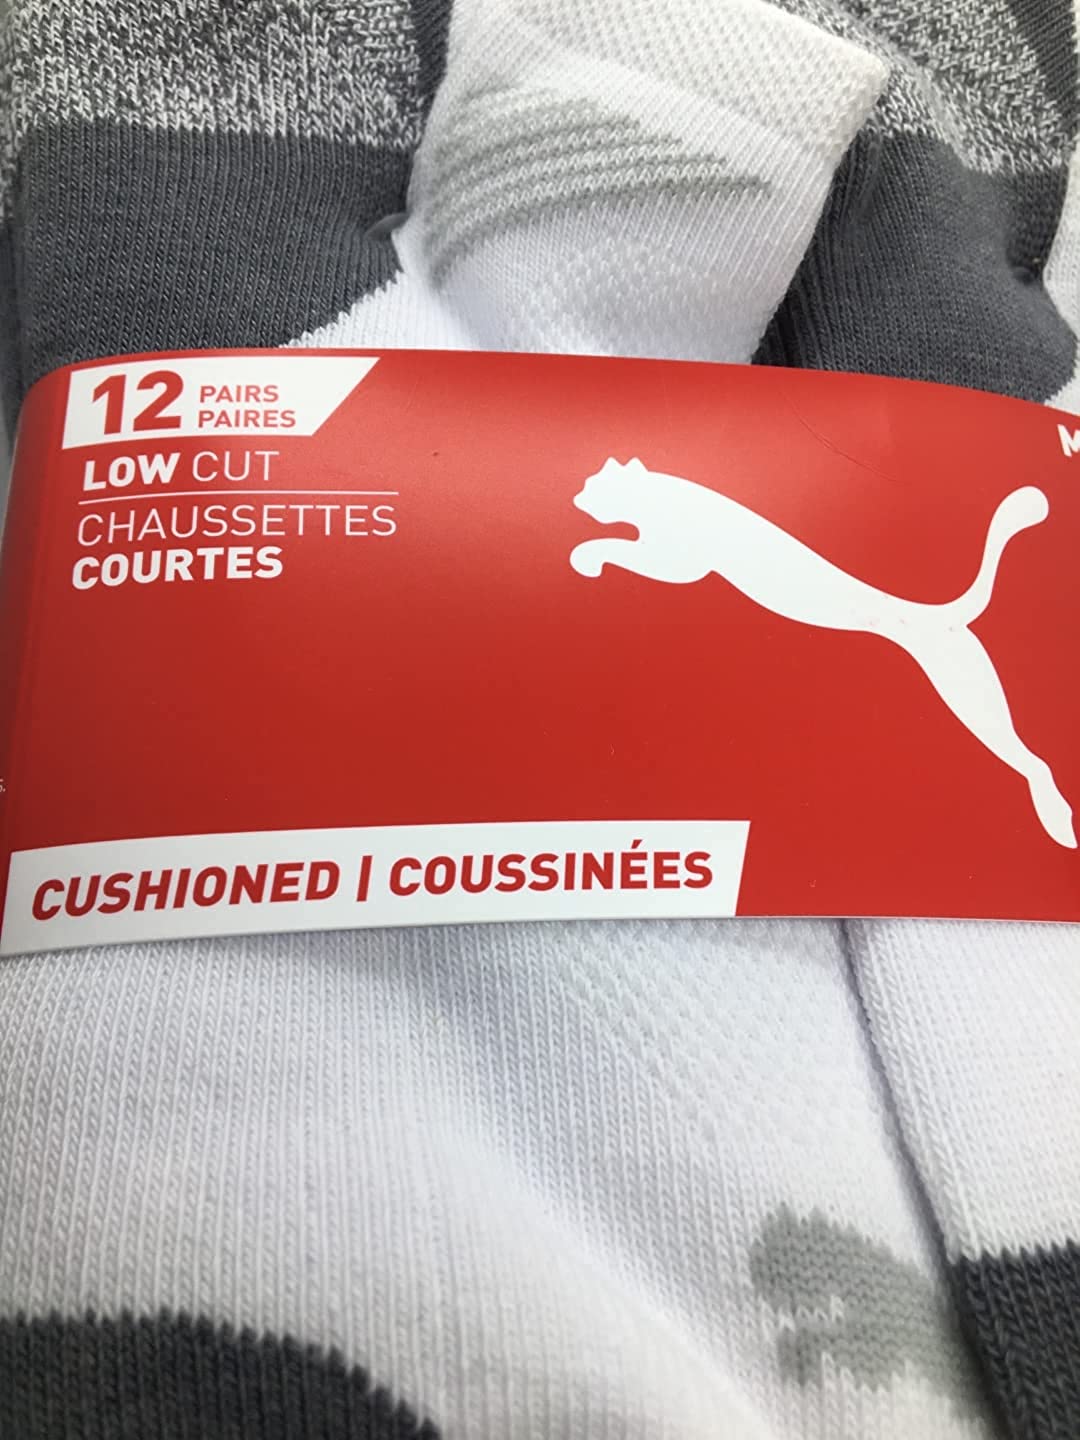 12 PAIRS
PAIRES
LOW CUT
CHAUSSETTES
COURTES
CUSHIONED | COUSSINÉES